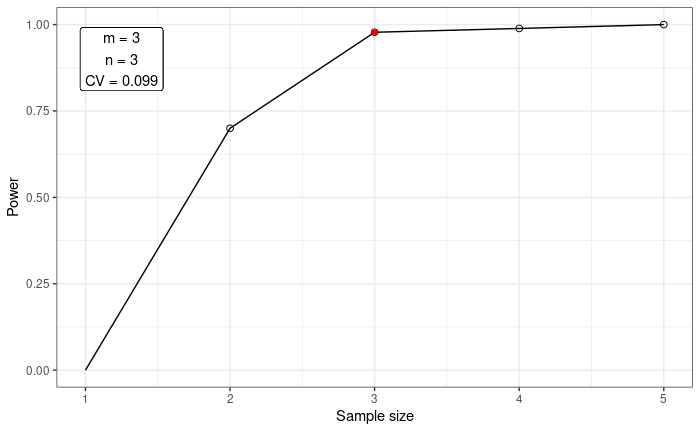 m = 3
n = 3
CV = 0.099
1.00
0.75
0.50
0.25
0.00
Power
1 2 3 4 5
Sample size